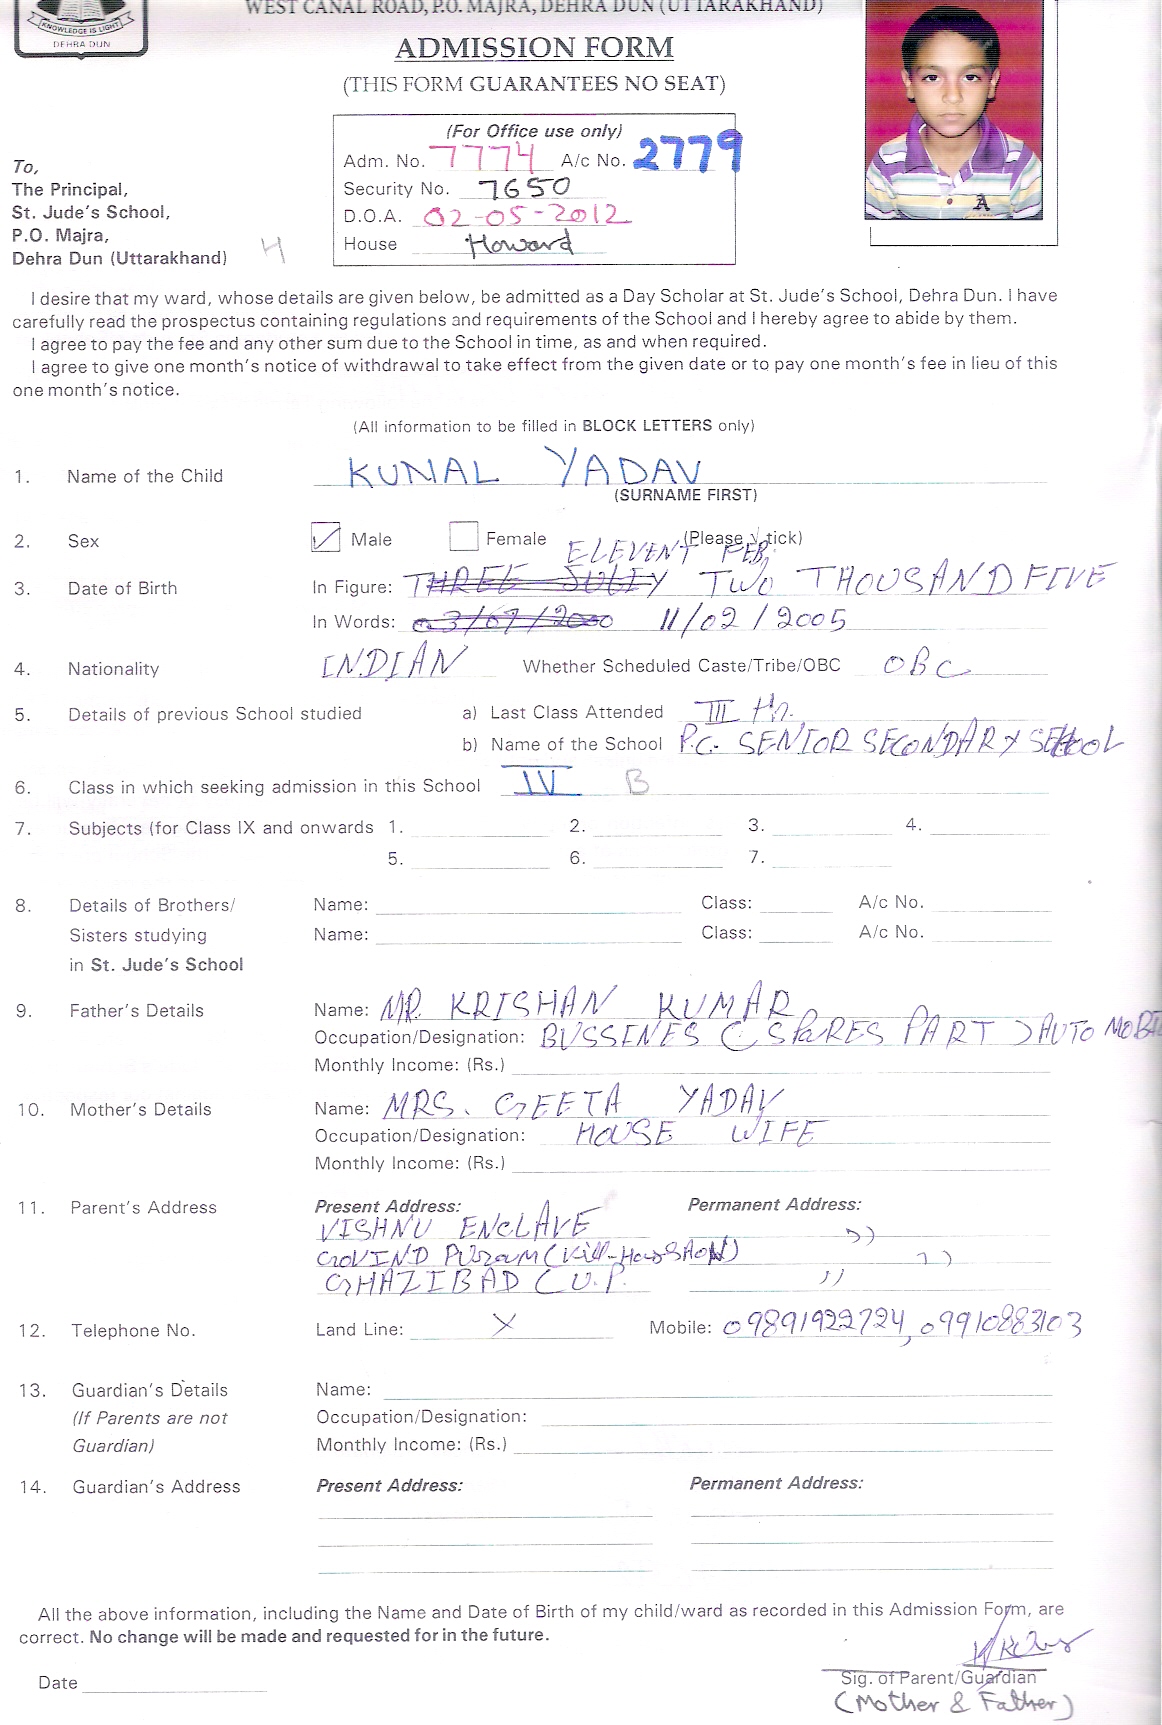 WEST CANAL ROAD, P.O. MAJRA, DEHRA DUN (UTTARAKHAND)
KNOWLEDGE IS LIGHT
DEHRA DUN
ADMISSION FORM
(THIS FORM GUARANTEES NO SEAT)
(For Office use only)
Adm. No. 7774 A/c No. 2779
Security No. 7650
D.O.A. 02-05-2012
House Howard
To,
The Principal,
St. Jude's School,
P.O. Majra,
Dehra Dun (Uttarakhand) H
I desire that my ward, whose details are given below, be admitted as a Day Scholar at St. Jude's School, Dehra Dun. I have
carefully read the prospectus containing regulations and requirements of the School and I hereby agree to abide by them.
I agree to pay the fee and any other sum due to the School in time, as and when required.
I agree to give one month's notice of withdrawal to take effect from the given date or to pay one month's fee in lieu of this
one month's notice.
(All information to be filled in BLOCK LETTERS only)
1. Name of the Child KUNAL YADAV
(SURNAME FIRST)
2. Sex Male Female (Please √ tick)
ELEVENT FEB.
3. Date of Birth In Figure: THREE JULEY TWO THOUSAND FIVE
In Words: 03/07/2000 11/02/2005
4. Nationality INDIAN Whether Scheduled Caste/Tribe/OBC OBC
5. Details of previous School studied a) Last Class Attended III
b) Name of the School P.C. SENIOR SECONDARY SCHOOL
6. Class in which seeking admission in this School IV B
7. Subjects (for Class IX and onwards 1. 2. 3. 4.
5. 6. 7.
8. Details of Brothers/ Name: Class: A/c No.
Sisters studying Name: Class: A/c No.
in St. Jude's School
9. Father's Details Name: MR. KRISHAN KUMAR
Occupation/Designation: BUSSENES ( SPARES PART ) AUTO MOBI
Monthly Income: (Rs.)
10. Mother's Details Name: MRS. GEETA YADAV
Occupation/Designation: HOUSE WIFE
Monthly Income: (Rs.)
11. Parent's Address Present Address: Permanent Address:
VISHNU ENCLAVE ))
GOVIND PURAM ))
GHAZIBAD (U.P. ))
12. Telephone No. Land Line: X Mobile: 09891922724, 09910883103
13. Guardian's Details Name:
(If Parents are not Occupation/Designation:
Guardian) Monthly Income: (Rs.)
14. Guardian's Address Present Address: Permanent Address:
All the above information, including the Name and Date of Birth of my child/ward as recorded in this Admission Form, are
correct. No change will be made and requested for in the future.
Date Sig. of Parent/Guardian
(Mother & Father)